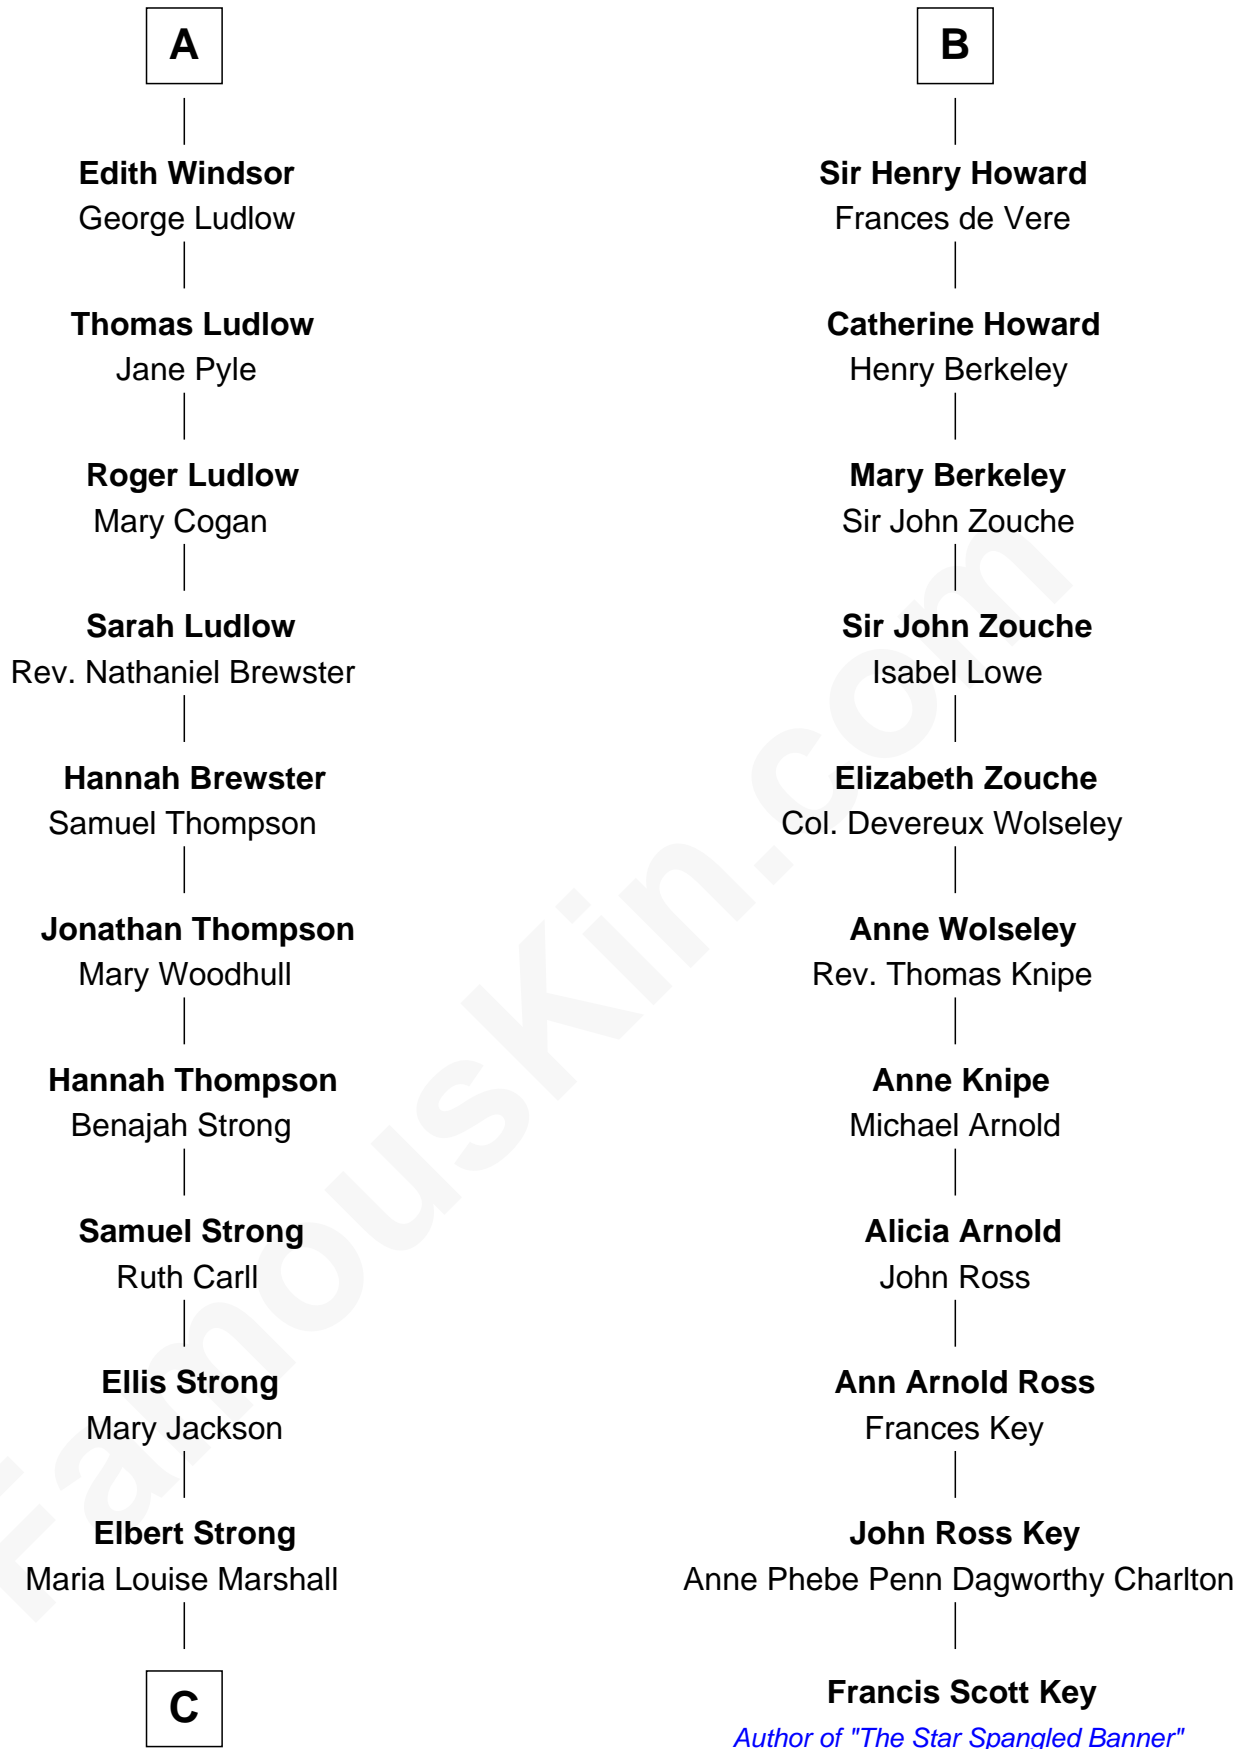 A
Edith Windsor
George Ludlow
Thomas Ludlow
Jane Pyle
Roger Ludlow
Mary Cogan
Sarah Ludlow
Rev. Nathaniel Brewster
Hannah Brewster
Samuel Thompson
Jonathan Thompson
Mary Woodhull
Hannah Thompson
Benajah Strong
Samuel Strong
Ruth Carll
Ellis Strong
Mary Jackson
Elbert Strong
Maria Louise Marshall
C
B
Sir Henry Howard
Frances de Vere
Catherine Howard
Henry Berkeley
Mary Berkeley
Sir John Zouche
Sir John Zouche
Isabel Lowe
Elizabeth Zouche
Col. Devereux Wolseley
Anne Wolseley
Rev. Thomas Knipe
Anne Knipe
Michael Arnold
Alicia Arnold
John Ross
Ann Arnold Ross
Frances Key
John Ross Key
Anne Phebe Penn Dagworthy Charlton
Francis Scott Key
Author of "The Star Spangled Banner"
FamousKin.com